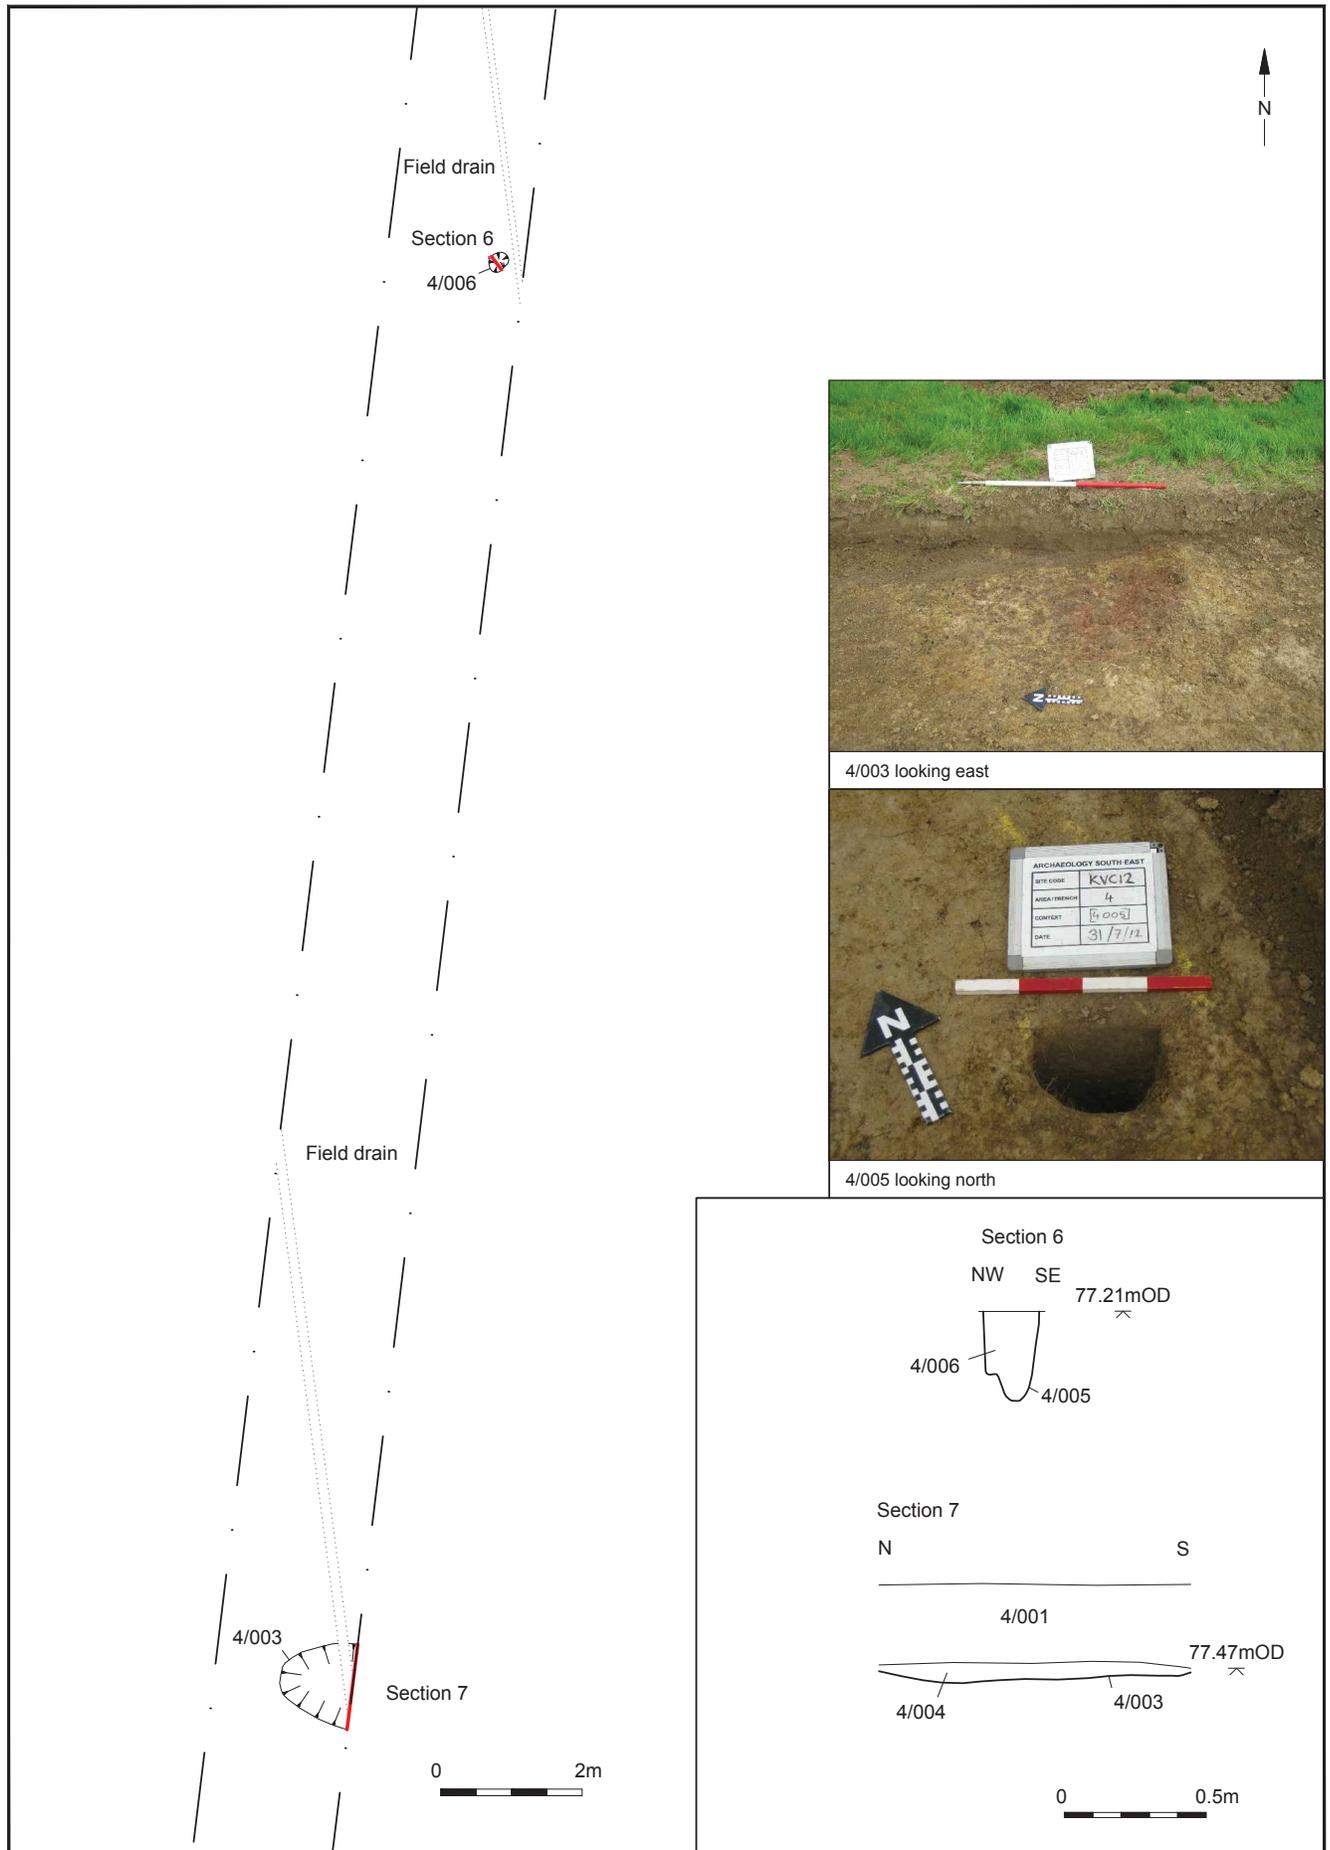 N
Field drain
Section 6
4/006
N
4/003 looking east
ARCHAEOLOGY SOUTH-EAST
SITE CODE KVC12
AREA/TRENCH 4
CONTEXT [4 005]
DATE 31/7/12
N
4/005 looking north
Field drain
4/003
Section 7
0 2m
Section 6
NW SE
77.21mOD
4/006
4/005
Section 7
N S
4/001
77.47mOD
4/004
4/003
0 0.5m